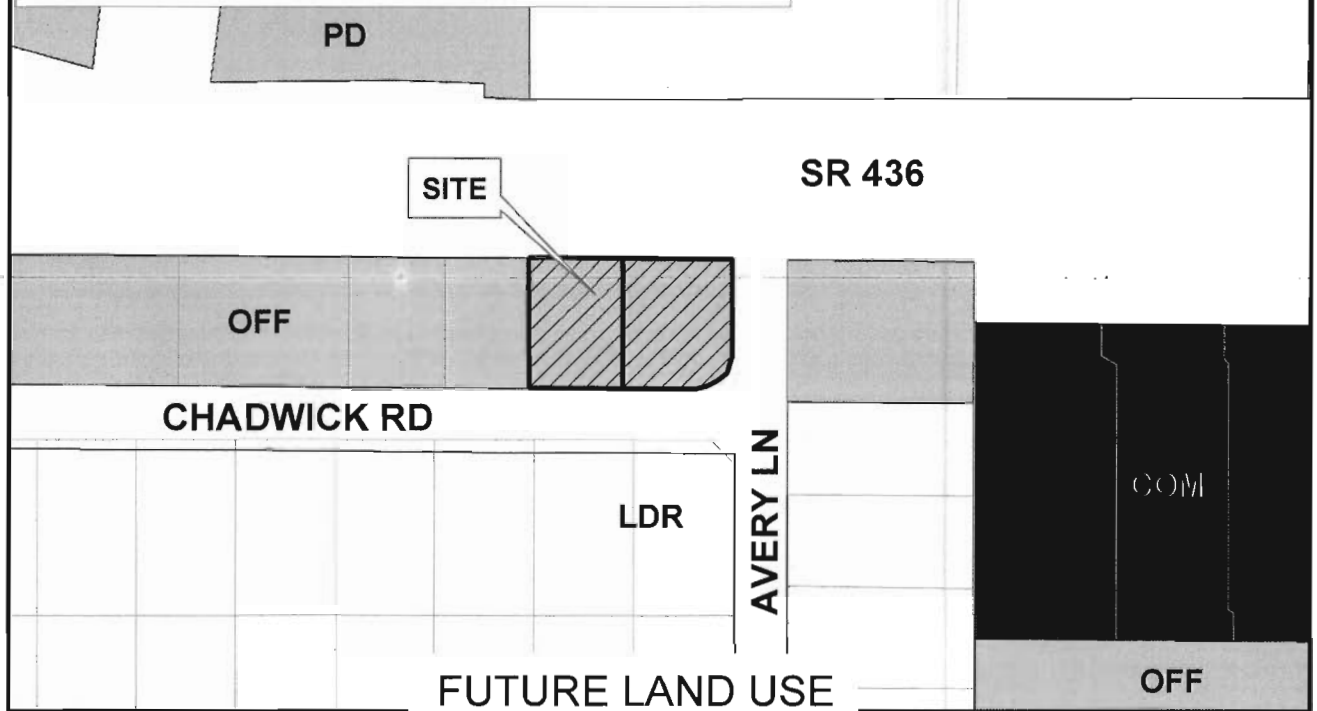 PD
SR 436
SITE
OFF
CHADWICK RD
LDR
AVERY LN
COM
OFF
FUTURE LAND USE